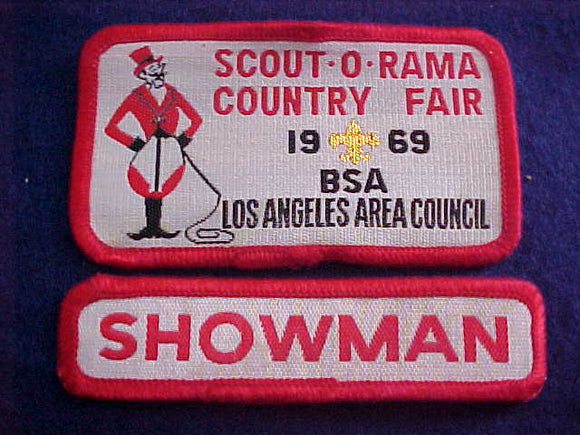 SCOUT·O·RAMA
COUNTRY FAIR
19 69
BSA
LOS ANGELES AREA COUNCIL
SHOWMAN